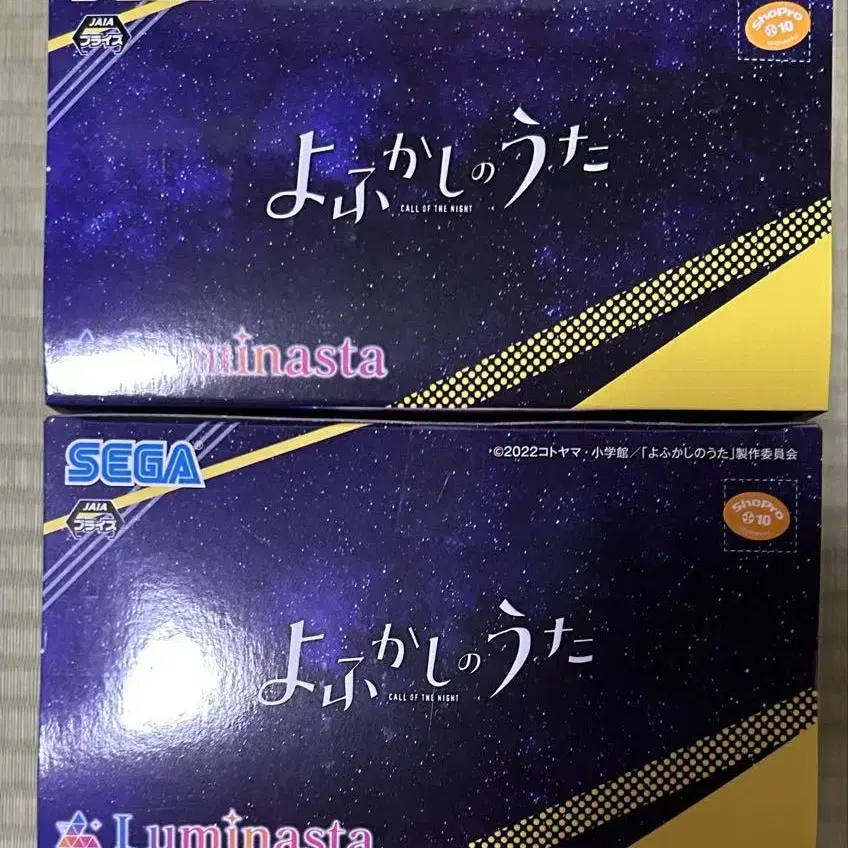 JAIA
プライズ
ShoPro
10
よふかしのうた
CALL OF THE NIGHT
Luminasta
SEGA
©2022コトヤマ・小学館/「よふかしのうた」製作委員会
JAIA
プライズ
ShoPro
10
よふかしのうた
CALL OF THE NIGHT
Luminasta